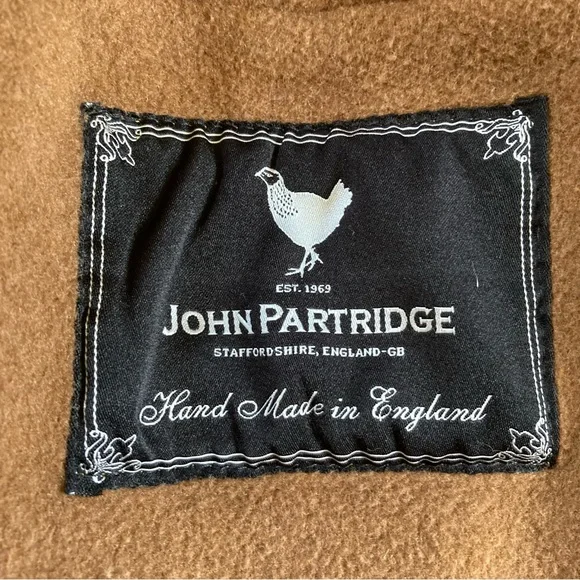 EST. 1969
JOHN PARTRIDGE
STAFFORDSHIRE, ENGLAND-GB
Hand Made in England